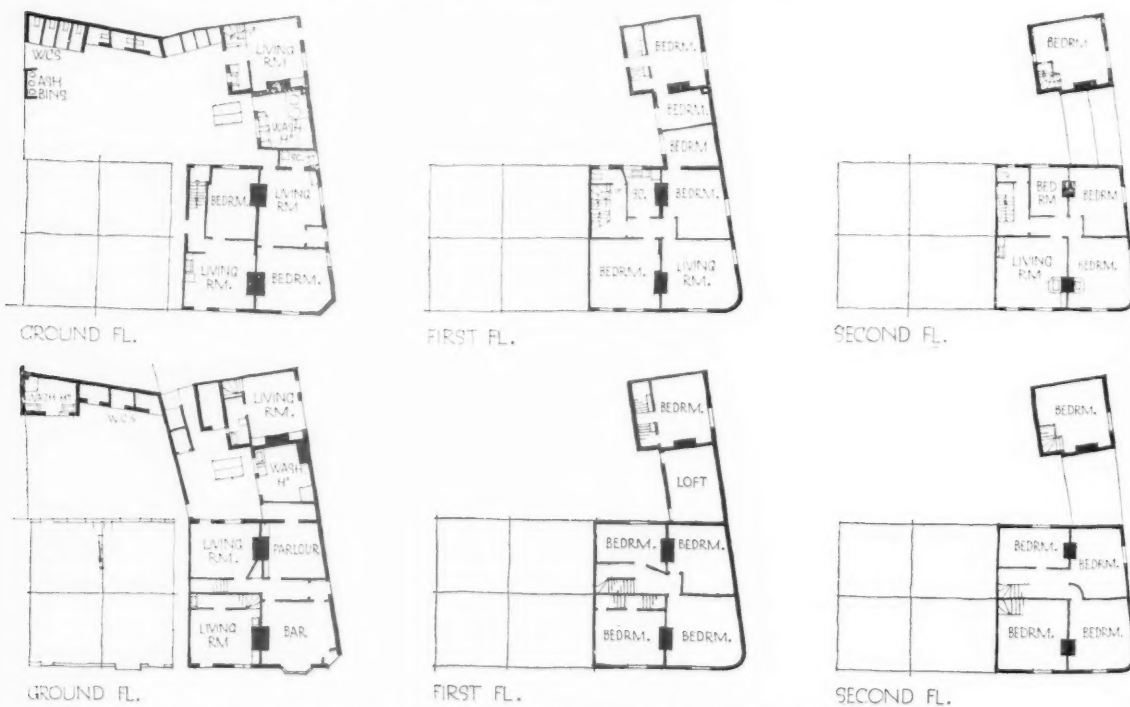 W.C'S
ASH
BINS
LIVING
RM
WASH
Hº
BEDRM.
LIVING
RM
LIVING
RM.
BEDRM.
GROUND FL.
BEDRM.
BEDRM.
BEDRM
BEDRM.
BEDRM.
LIVING
RM.
FIRST FL.
BEDRM
BED
RM
BEDRM
LIVING
RM
BEDRM.
SECOND FL.
WASH Hº
W.C'S
LIVING
RM.
WASH
Hº
LIVING
RM.
PARLOUR
LIVING
RM
BAR
GROUND FL.
BEDRM.
LOFT
BEDRM.
BEDRM.
BEDRM.
BEDRM.
FIRST FL.
BEDRM.
BEDRM.
BEDRM.
BEDRM.
BEDRM.
SECOND FL.